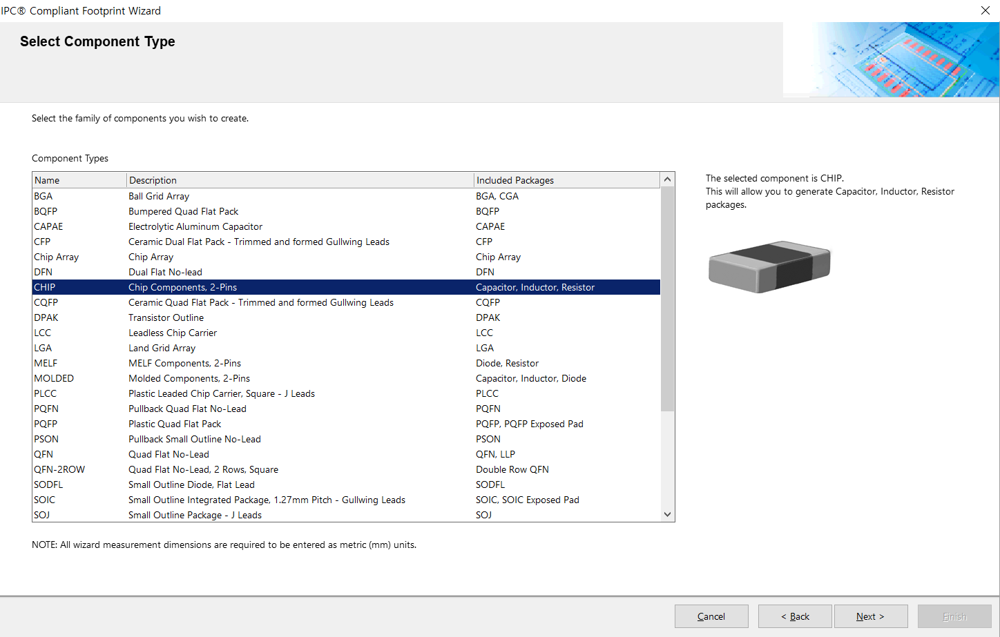 IPC® Compliant Footprint Wizard
Select Component Type
Select the family of components you wish to create.
Component Types
Name Description Included Packages
BGA Ball Grid Array BGA, CGA
BQFP Bumpered Quad Flat Pack BQFP
CAPAE Electrolytic Aluminum Capacitor CAPAE
CFP Ceramic Dual Flat Pack - Trimmed and formed Gullwing Leads CFP
Chip Array Chip Array Chip Array
DFN Dual Flat No-lead DFN
CHIP Chip Components, 2-Pins Capacitor, Inductor, Resistor
CQFP Ceramic Quad Flat Pack - Trimmed and formed Gullwing Leads CQFP
DPAK Transistor Outline DPAK
LCC Leadless Chip Carrier LCC
LGA Land Grid Array LGA
MELF MELF Components, 2-Pins Diode, Resistor
MOLDED Molded Components, 2-Pins Capacitor, Inductor, Diode
PLCC Plastic Leaded Chip Carrier, Square - J Leads PLCC
PQFN Pullback Quad Flat No-Lead PQFN
PQFP Plastic Quad Flat Pack PQFP, PQFP Exposed Pad
PSON Pullback Small Outline No-Lead PSON
QFN Quad Flat No-Lead QFN, LLP
QFN-2ROW Quad Flat No-Lead, 2 Rows, Square Double Row QFN
SODFL Small Outline Diode, Flat Lead SODFL
SOIC Small Outline Integrated Package, 1.27mm Pitch - Gullwing Leads SOIC, SOIC Exposed Pad
SOJ Small Outline Package - J Leads SOJ
The selected component is CHIP.
This will allow you to generate Capacitor, Inductor, Resistor
packages.
NOTE: All wizard measurement dimensions are required to be entered as metric (mm) units.
Cancel < Back Next > Finish